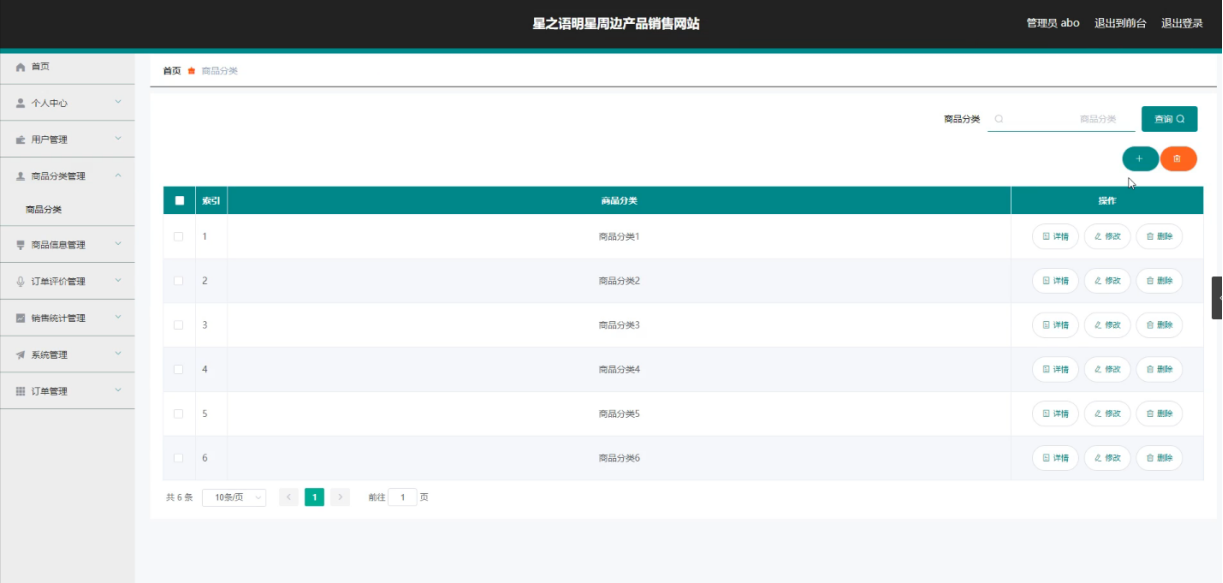 星之语明星周边产品销售网站
管理员 abo 退出到前台 退出登录
首页
个人中心
用户管理
商品分类管理
商品分类
商品信息管理
订单评价管理
销售统计管理
系统管理
订单管理
首页 商品分类
商品分类 商品分类 查询
索引 商品分类 操作
1 商品分类1 详情 修改 删除
2 商品分类2 详情 修改 删除
3 商品分类3 详情 修改 删除
4 商品分类4 详情 修改 删除
5 商品分类5 详情 修改 删除
6 商品分类6 详情 修改 删除
共 6 条 10条/页 1 前往 1 页